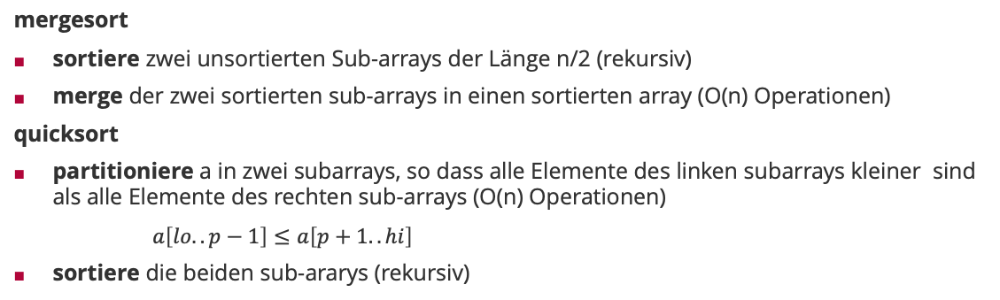 mergesort
▪ sortiere zwei unsortierten Sub-arrays der Länge n/2 (rekursiv)
▪ merge der zwei sortierten sub-arrays in einen sortierten array (O(n) Operationen)
quicksort
▪ partitioniere a in zwei subarrays, so dass alle Elemente des linken subarrays kleiner  sind
als alle Elemente des rechten sub-arrays (O(n) Operationen)
a[lo..p − 1] ≤ a[p + 1..hi]
▪ sortiere die beiden sub-ararys (rekursiv)